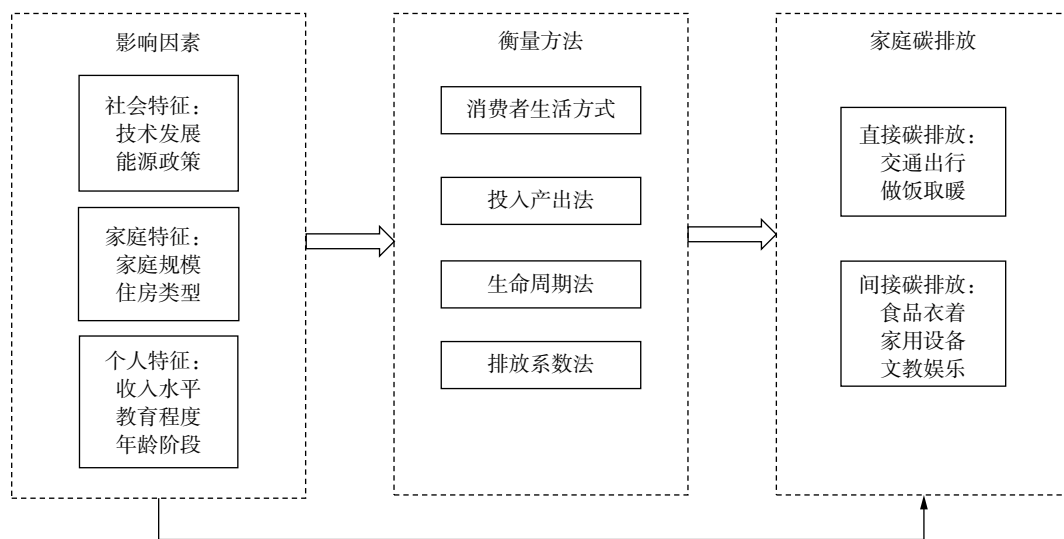 影响因素
社会特征：
技术发展
能源政策
家庭特征：
家庭规模
住房类型
个人特征：
收入水平
教育程度
年龄阶段
衡量方法
消费者生活方式
投入产出法
生命周期法
排放系数法
家庭碳排放
直接碳排放：
交通出行
做饭取暖
间接碳排放：
食品衣着
家用设备
文教娱乐